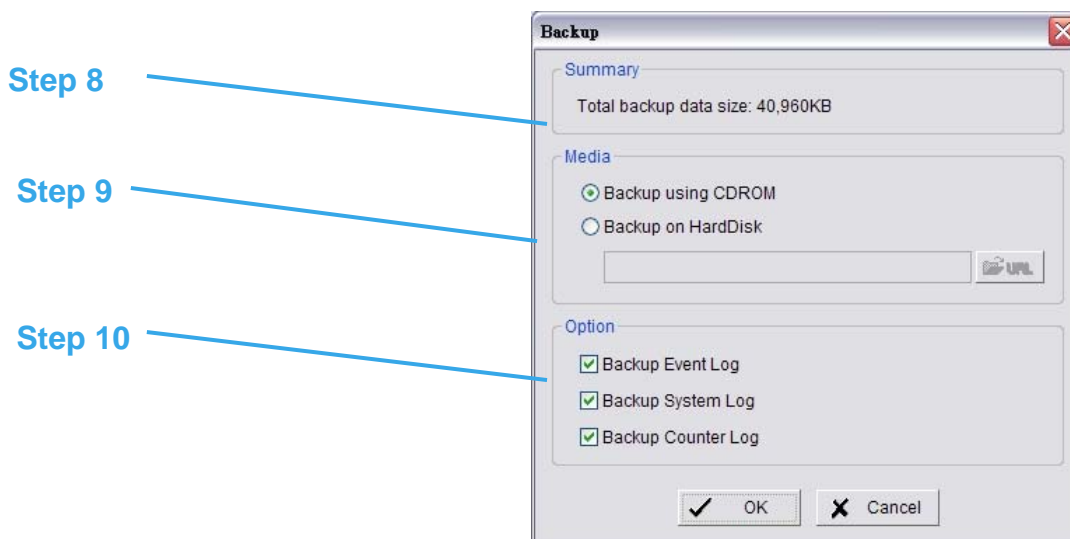 Backup
Step 8
Summary
Total backup data size: 40,960KB
Step 9
Media
Backup using CDROM
Backup on HardDisk
URL
Step 10
Option
Backup Event Log
Backup System Log
Backup Counter Log
OK
Cancel